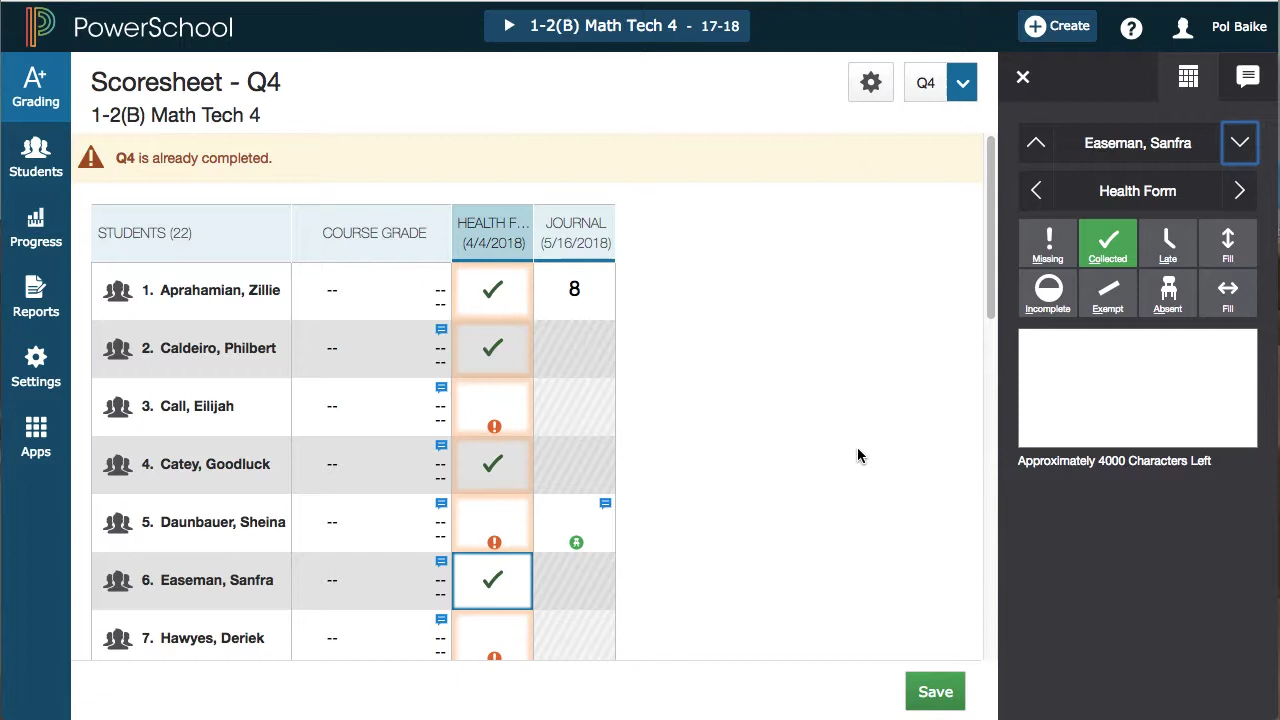 PowerSchool
1-2(B) Math Tech 4 - 17-18
Create
?
Pol Baike
A+
Grading
Students
Progress
Reports
Settings
Apps
Scoresheet - Q4
1-2(B) Math Tech 4
Q4
Q4 is already completed.
STUDENTS (22)
COURSE GRADE
HEALTH F...
(4/4/2018)
JOURNAL
(5/16/2018)
1. Aprahamian, Zillie
--
--
--
8
2. Caldeiro, Philbert
--
--
--
3. Call, Eilijah
--
--
--
4. Catey, Goodluck
--
--
--
5. Daunbauer, Sheina
--
--
--
6. Easeman, Sanfra
--
--
--
7. Hawyes, Deriek
--
--
--
Save
Easeman, Sanfra
Health Form
Missing
Collected
Late
Fill
Incomplete
Exempt
Absent
Fill
Approximately 4000 Characters Left